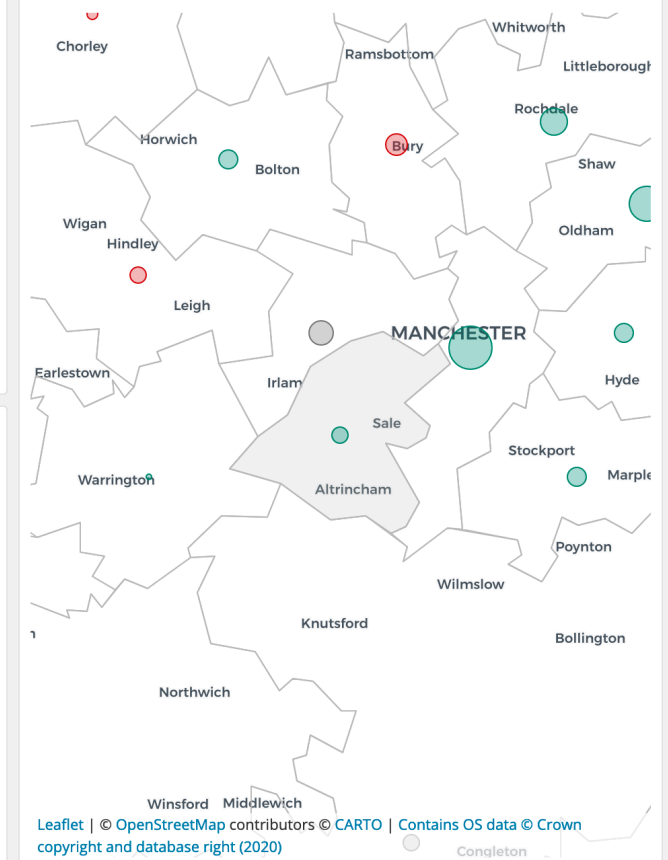 Whitworth
Chorley
Ramsbottom
Littleborough
Rochdale
Horwich
Bury
Bolton
Shaw
Wigan
Oldham
Hindley
Leigh
MANCHESTER
Earlestown
Irlam
Hyde
Sale
Stockport
Warrington
Marple
Altrincham
Poynton
Wilmslow
Knutsford
n
Bollington
Northwich
Winsford
Middlewich
Leaflet | © OpenStreetMap contributors © CARTO | Contains OS data © Crown
copyright and database right (2020)
Congleton